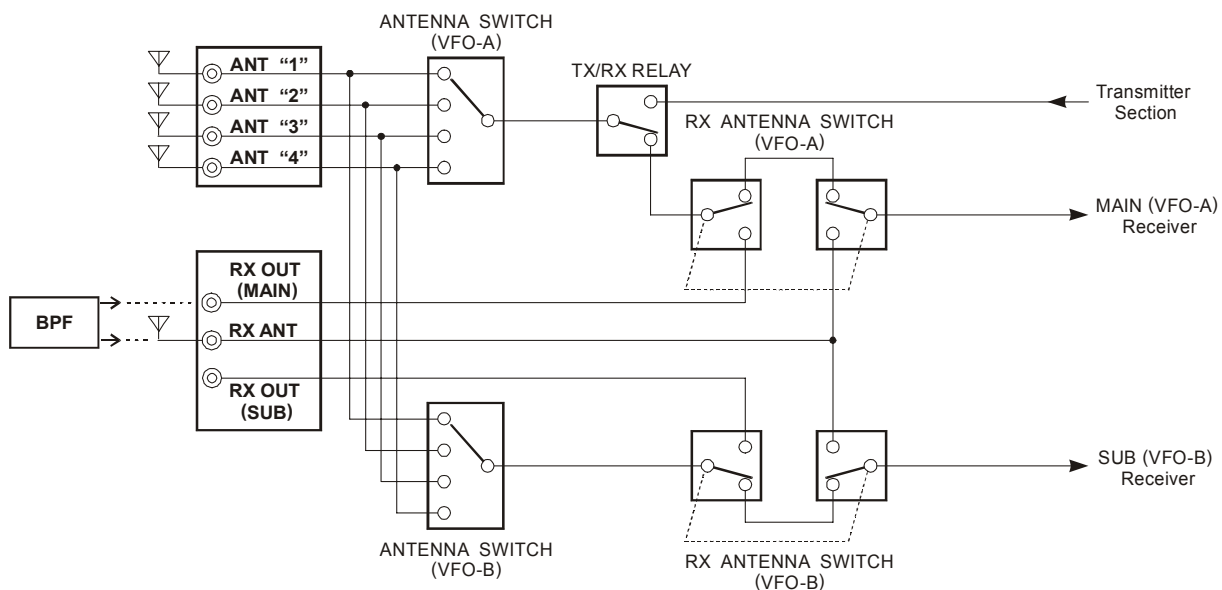 ANTENNA SWITCH
(VFO-A)
ANT “1”
ANT “2”
ANT “3”
ANT “4”
TX/RX RELAY
Transmitter
Section
RX ANTENNA SWITCH
(VFO-A)
MAIN (VFO-A)
Receiver
RX OUT
(MAIN)
BPF
RX ANT
RX OUT
(SUB)
SUB (VFO-B)
Receiver
ANTENNA SWITCH
(VFO-B)
RX ANTENNA SWITCH
(VFO-B)